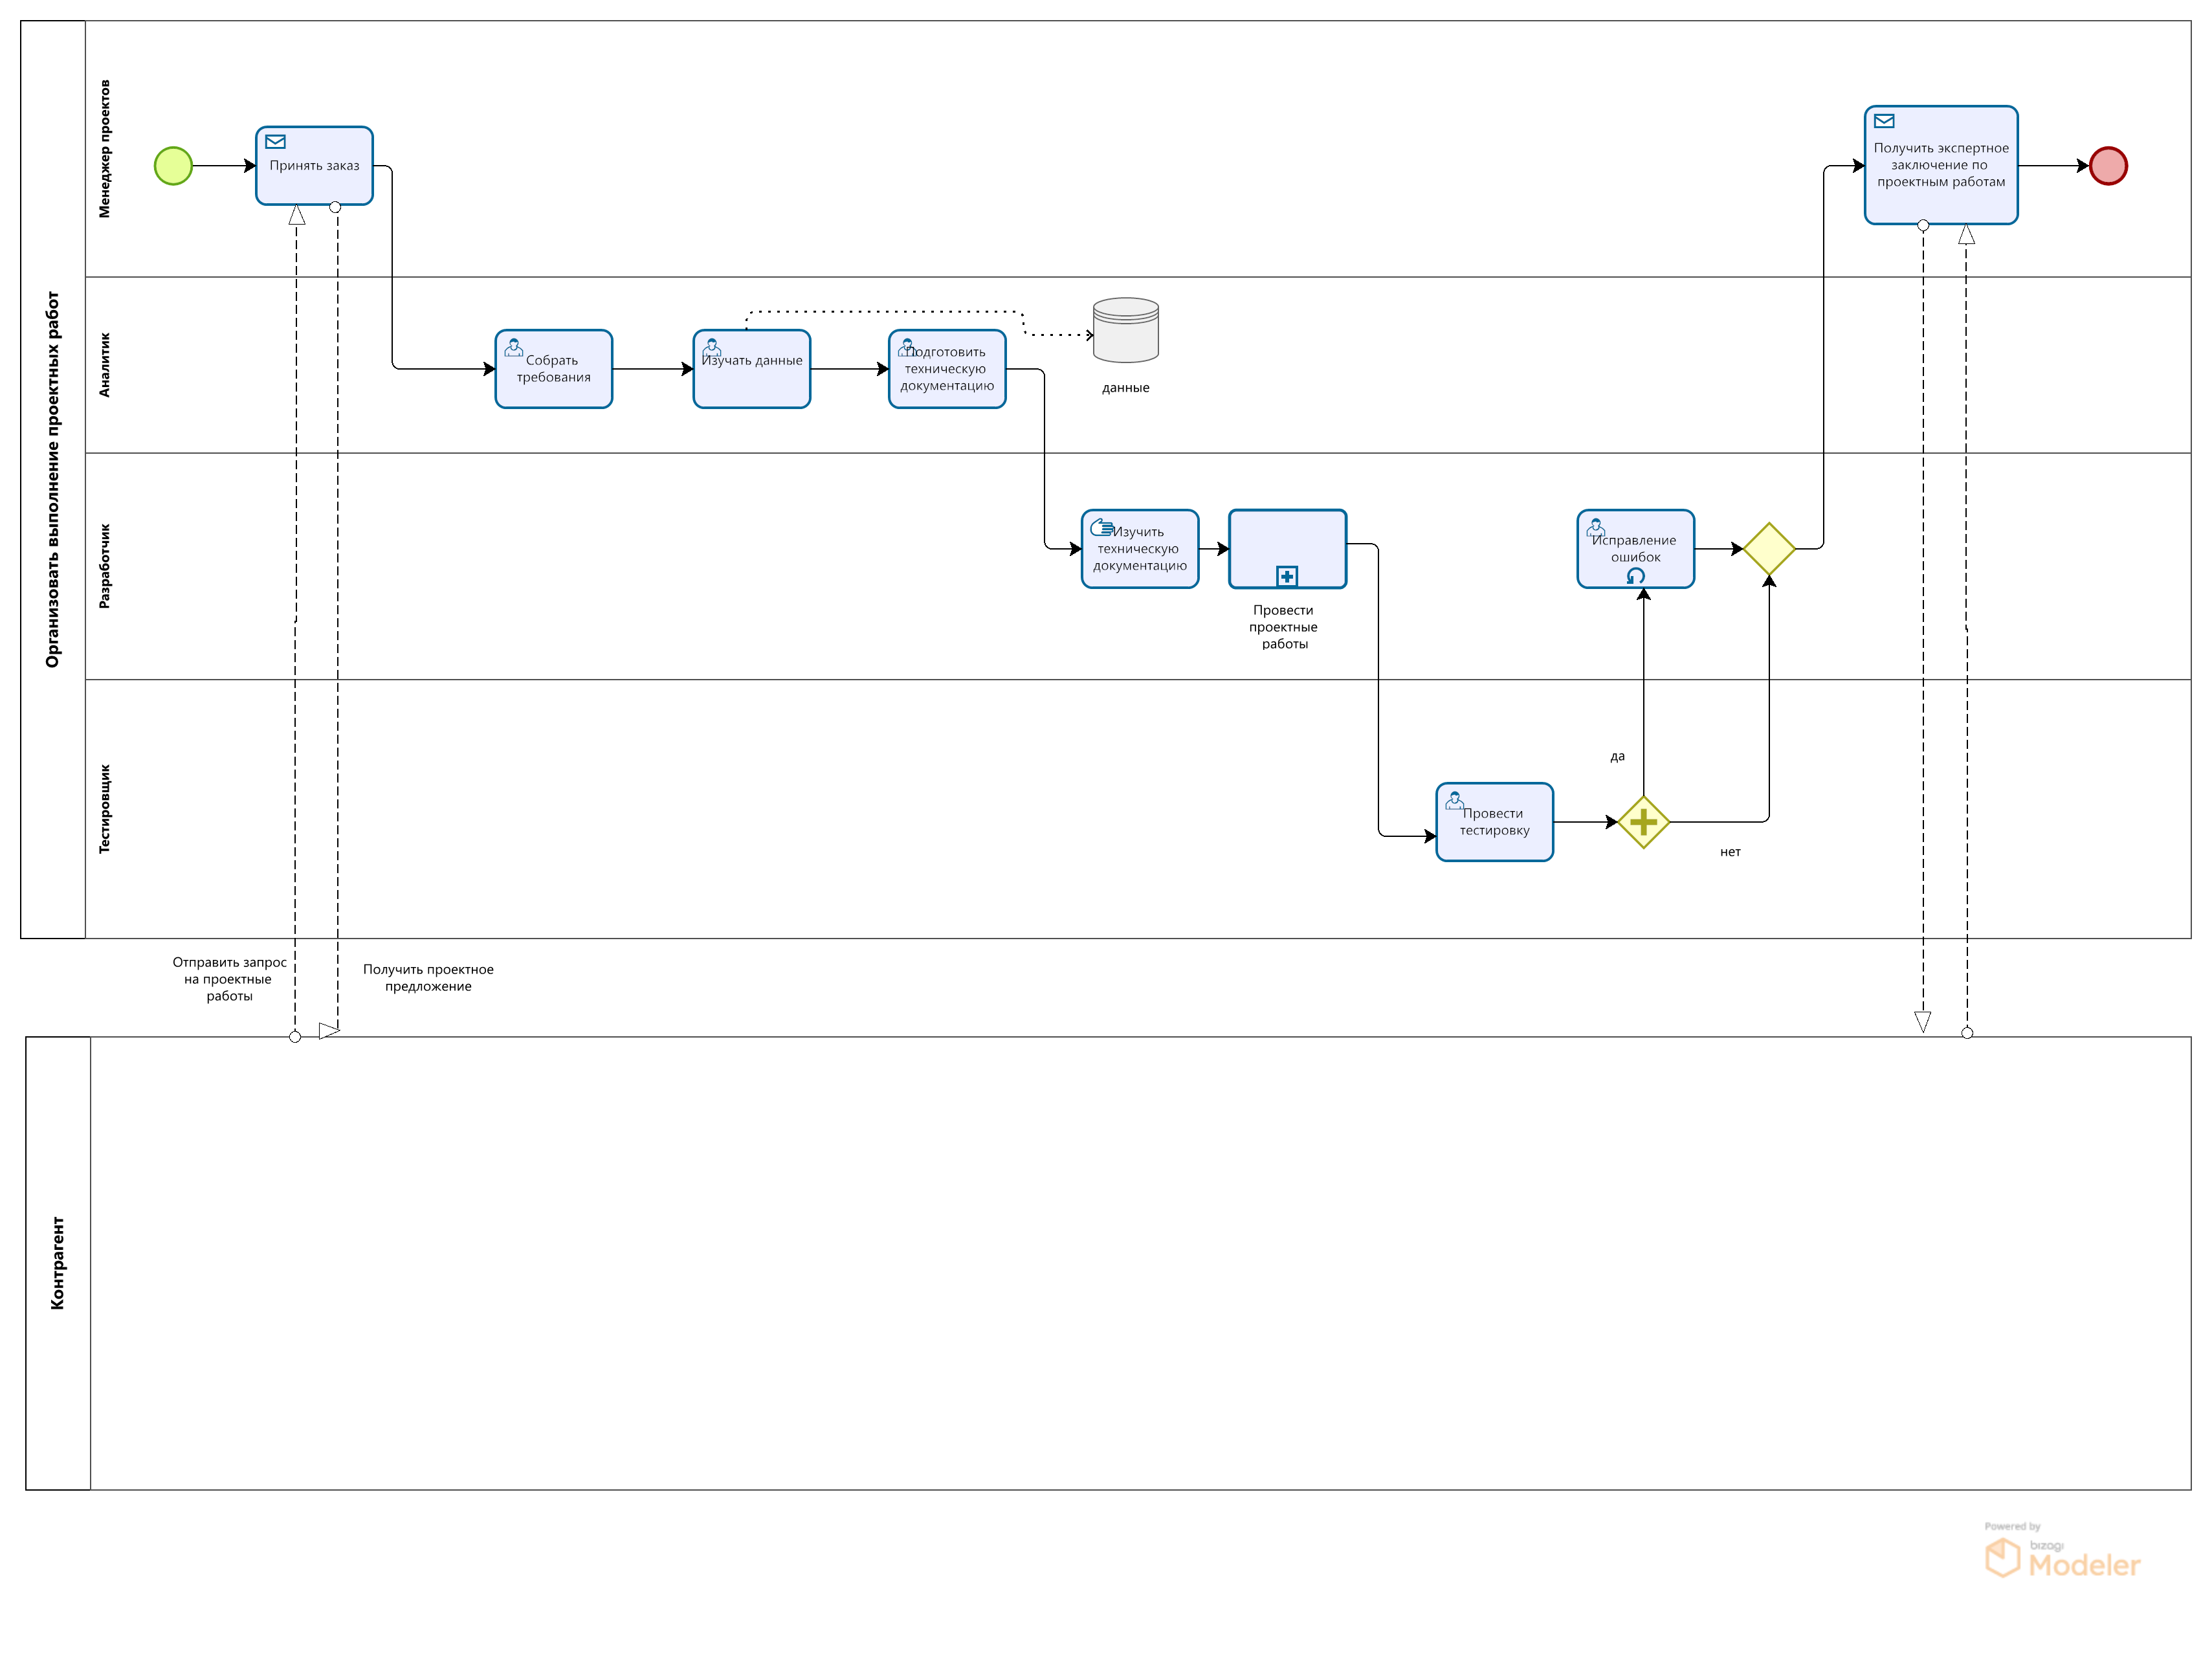 Организовать выполнение проектных работ
Менеджер проектов
Принять заказ
Получить экспертное
заключение по
проектным работам
Аналитик
Собрать
требования
Изучать данные
Подготовить
техническую
документацию
данные
Разработчик
Изучить
техническую
документацию
Провести
проектные
работы
Исправление
ошибок
Тестировщик
Провести
тестировку
да
нет
Отправить запрос
на проектные
работы
Получить проектное
предложение
Контрагент
Powered by
bizagi
Modeler